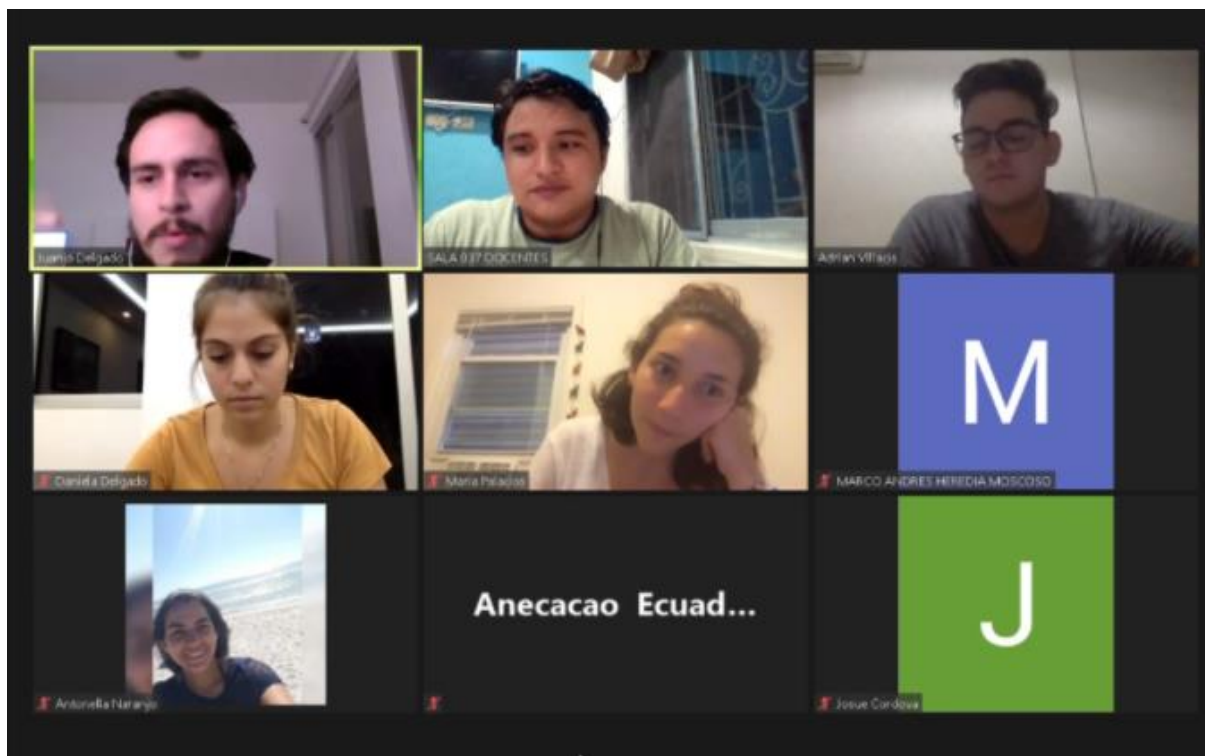 Juanjo Delgado
SALA 037 DOCENTES
Adrian Villacis
Daniela Delgado
Maria Palacios
M
MARCO ANDRES HEREDIA MOSCOSO
Antonella Naranjo
Anecacao Ecuad...
J
Josue Cordova